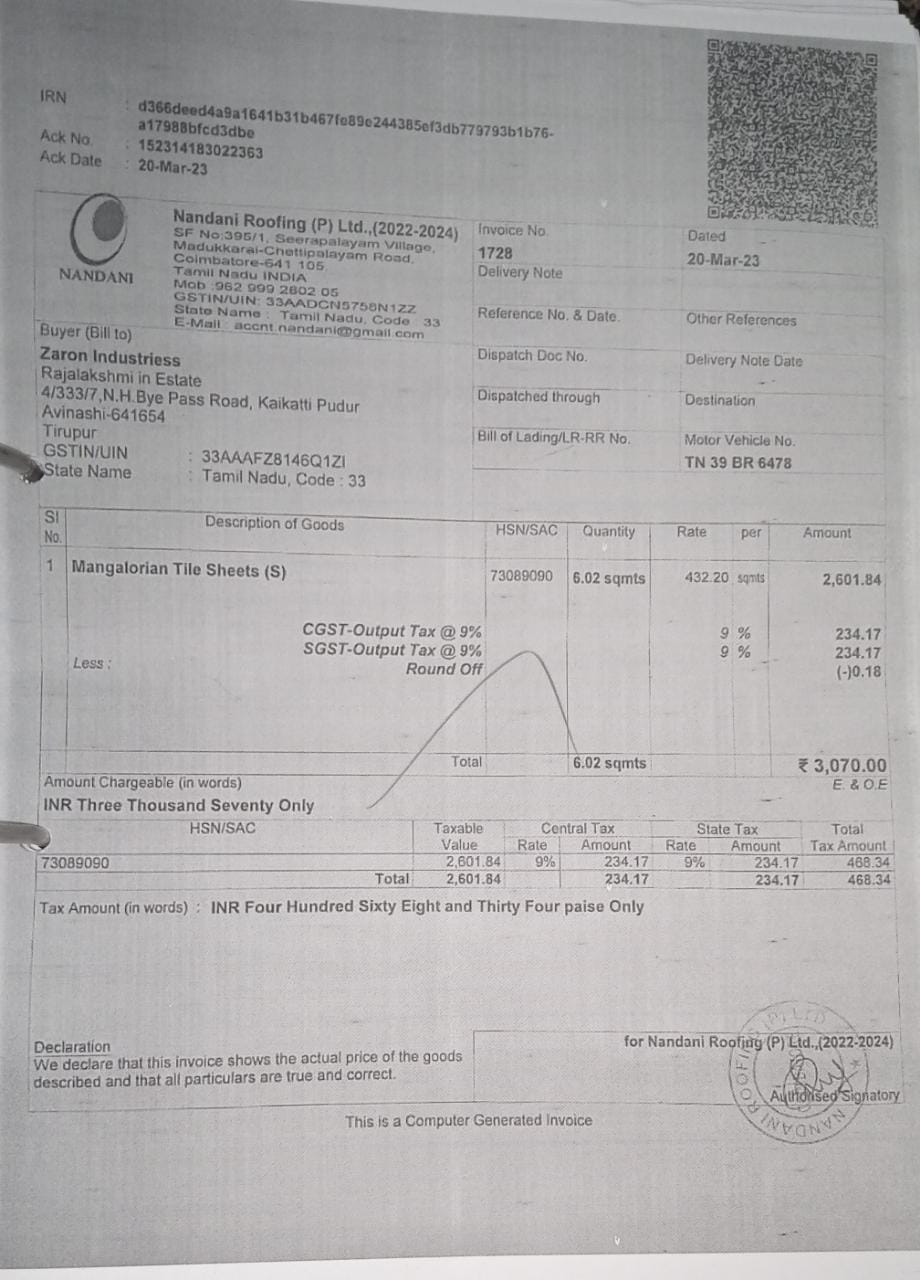 IRN : d366deed4a9a1641b31b467fe89e244385ef3db779793b1b76-
a17988bfcd3dbe
Ack No. : 152314183022363
Ack Date : 20-Mar-23
NANDANI
Nandani Roofing (P) Ltd.,(2022-2024)
SF No:395/1, Seerapalayam Village,
Madukkarai-Chettipalayam Road,
Coimbatore-641 105
Tamil Nadu INDIA
Mob :962 999 2802 05
GSTIN/UIN: 33AADCN5758N1ZZ
State Name : Tamil Nadu, Code : 33
E-Mail : accnt.nandani@gmail.com
Invoice No.
1728
Dated
20-Mar-23
Delivery Note
Reference No. & Date.
Other References
Buyer (Bill to)
Zaron Industriess
Rajalakshmi in Estate
4/333/7,N.H.Bye Pass Road, Kaikatti Pudur
Avinashi-641654
Tirupur
GSTIN/UIN : 33AAAFZ8146Q1ZI
State Name : Tamil Nadu, Code : 33
Dispatch Doc No.
Delivery Note Date
Dispatched through
Destination
Bill of Lading/LR-RR No.
Motor Vehicle No.
TN 39 BR 6478
Sl No. Description of Goods HSN/SAC Quantity Rate per Amount
1 Mangalorian Tile Sheets (S) 73089090 6.02 sqmts 432.20 sqmts 2,601.84
CGST-Output Tax @ 9% 9 % 234.17
SGST-Output Tax @ 9% 9 % 234.17
Less : Round Off (-)0.18
Total 6.02 sqmts ₹ 3,070.00
Amount Chargeable (in words) E. & O.E
INR Three Thousand Seventy Only
HSN/SAC Taxable Value Central Tax State Tax Total Tax Amount
Rate Amount Rate Amount
73089090 2,601.84 9% 234.17 9% 234.17 468.34
Total 2,601.84 234.17 234.17 468.34
Tax Amount (in words) : INR Four Hundred Sixty Eight and Thirty Four paise Only
Declaration
We declare that this invoice shows the actual price of the goods
described and that all particulars are true and correct.
for Nandani Roofing (P) Ltd.,(2022-2024)
Authorised Signatory
NANDANI ROOFING (P) LTD
This is a Computer Generated Invoice